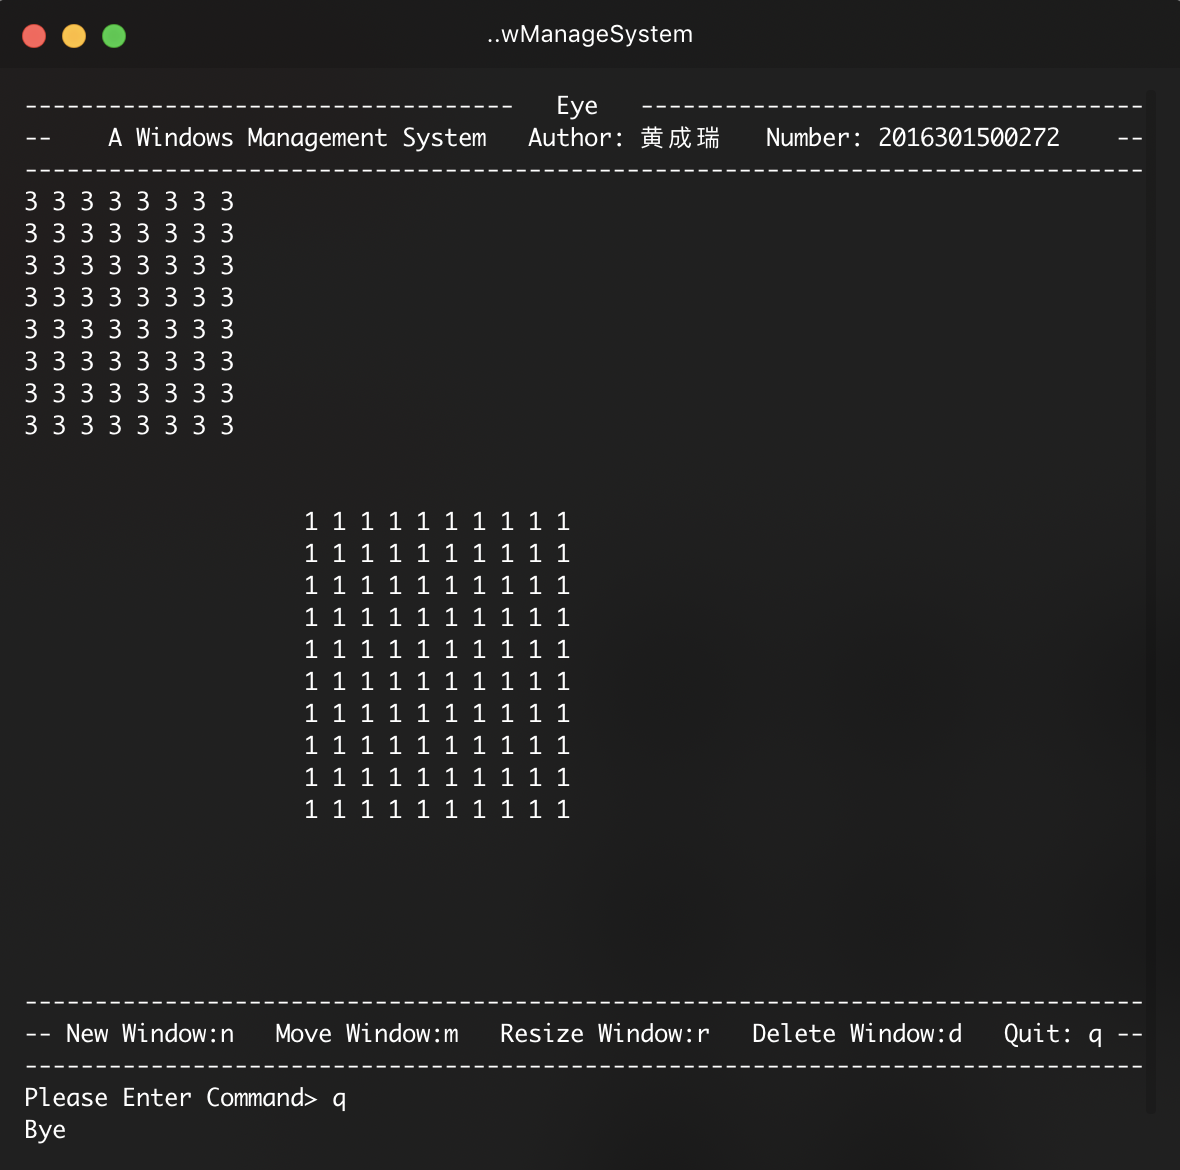 ..wManageSystem
----------------------------------- Eye ------------------------------------
-- A Windows Management System Author: 黄成瑞 Number: 2016301500272 --
--------------------------------------------------------------------------------
3 3 3 3 3 3 3 3
3 3 3 3 3 3 3 3
3 3 3 3 3 3 3 3
3 3 3 3 3 3 3 3
3 3 3 3 3 3 3 3
3 3 3 3 3 3 3 3
3 3 3 3 3 3 3 3
3 3 3 3 3 3 3 3
1 1 1 1 1 1 1 1 1 1
1 1 1 1 1 1 1 1 1 1
1 1 1 1 1 1 1 1 1 1
1 1 1 1 1 1 1 1 1 1
1 1 1 1 1 1 1 1 1 1
1 1 1 1 1 1 1 1 1 1
1 1 1 1 1 1 1 1 1 1
1 1 1 1 1 1 1 1 1 1
1 1 1 1 1 1 1 1 1 1
1 1 1 1 1 1 1 1 1 1
--------------------------------------------------------------------------------
-- New Window:n Move Window:m Resize Window:r Delete Window:d Quit: q --
--------------------------------------------------------------------------------
Please Enter Command> q
Bye